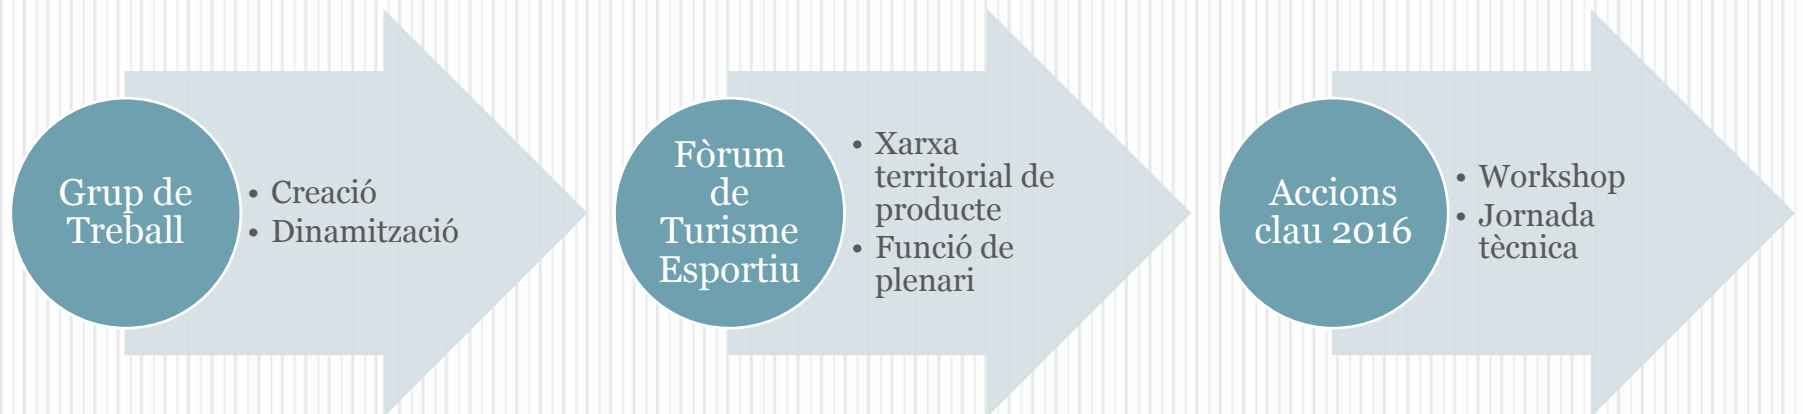 Grup de
Treball
• Creació
• Dinamització
Fòrum
de
Turisme
Esportiu
• Xarxa
territorial de
producte
• Funció de
plenari
Accions
clau 2016
• Workshop
• Jornada
tècnica